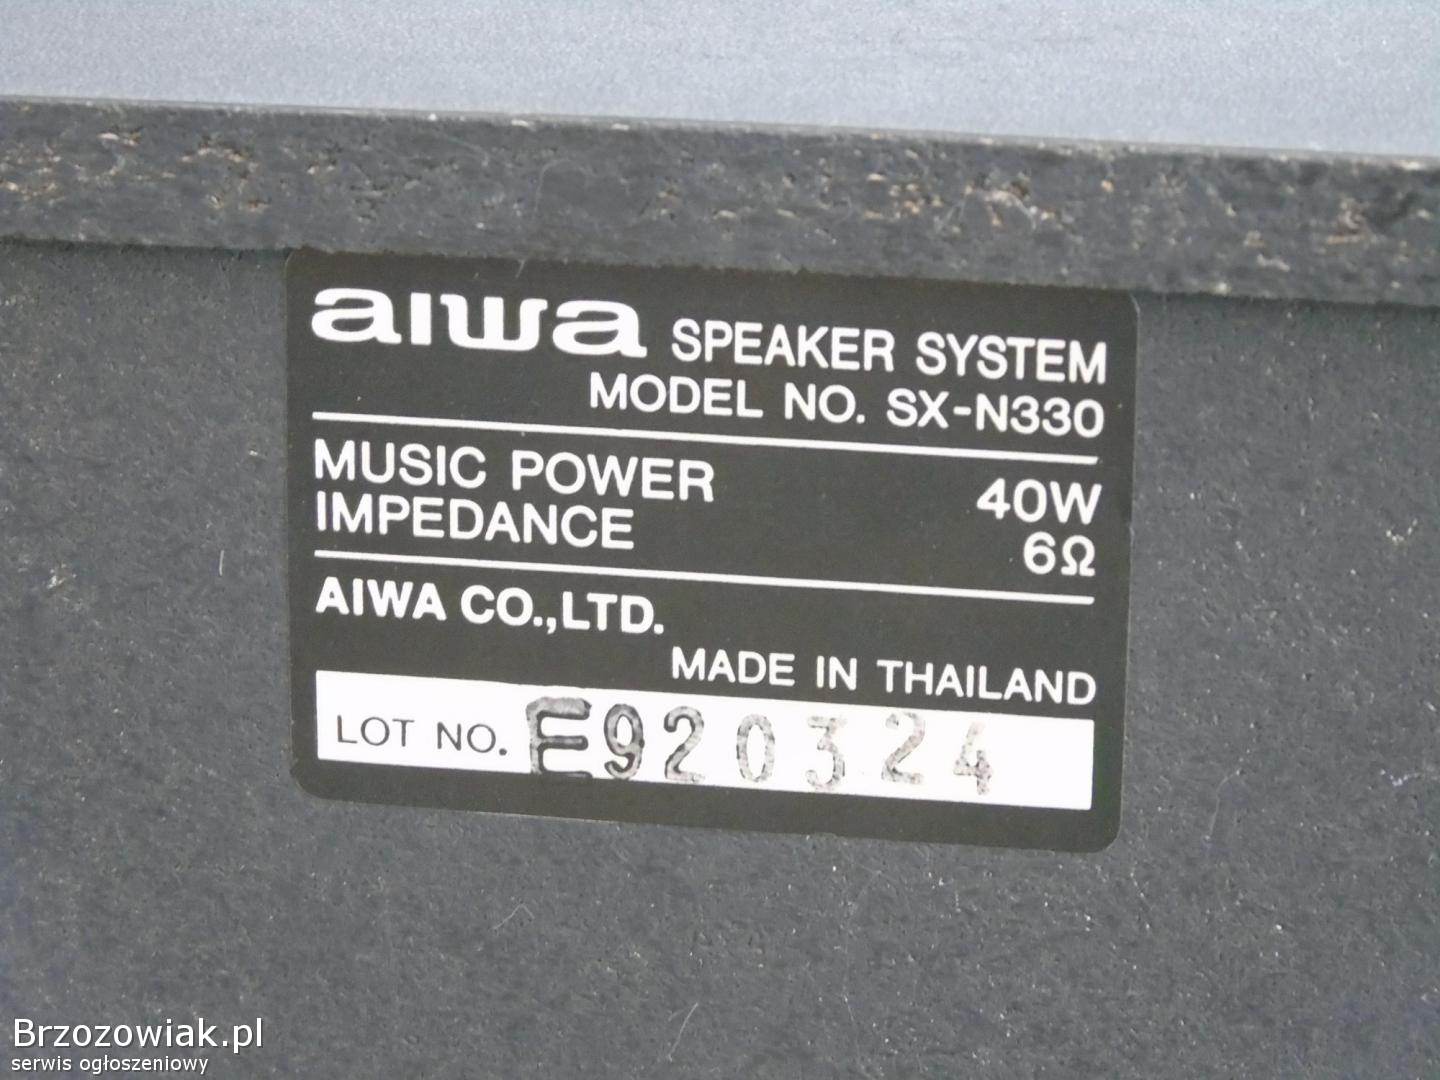 aiwa SPEAKER SYSTEM
MODEL NO. SX-N330
MUSIC POWER 40W
IMPEDANCE 6Ω
AIWA CO.,LTD.
MADE IN THAILAND
LOT NO. E920324
Brzozowiak.pl
serwis ogłoszeniowy